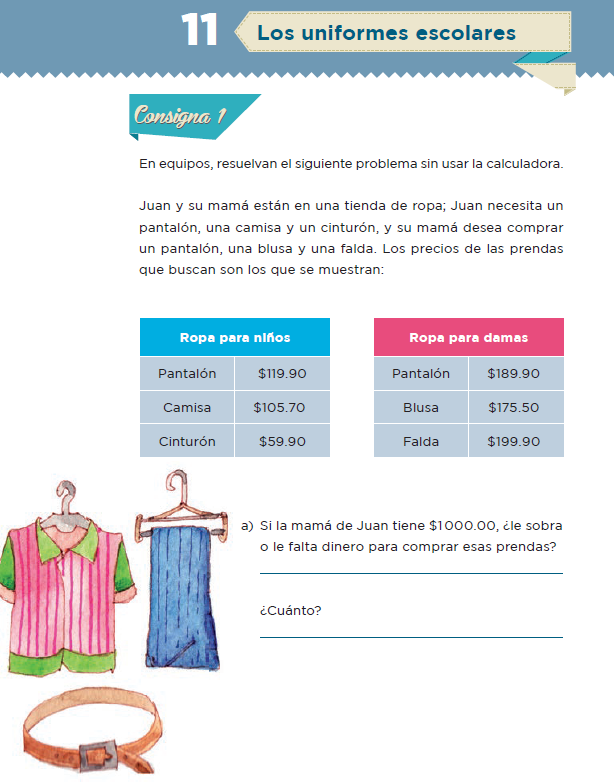 11 Los uniformes escolares
Consigna 1
En equipos, resuelvan el siguiente problema sin usar la calculadora.
Juan y su mamá están en una tienda de ropa; Juan necesita un
pantalón, una camisa y un cinturón, y su mamá desea comprar
un pantalón, una blusa y una falda. Los precios de las prendas
que buscan son los que se muestran:
Ropa para niños
Pantalón $119.90
Camisa $105.70
Cinturón $59.90
Ropa para damas
Pantalón $189.90
Blusa $175.50
Falda $199.90
a) Si la mamá de Juan tiene $1000.00, ¿le sobra
o le falta dinero para comprar esas prendas?
¿Cuánto?